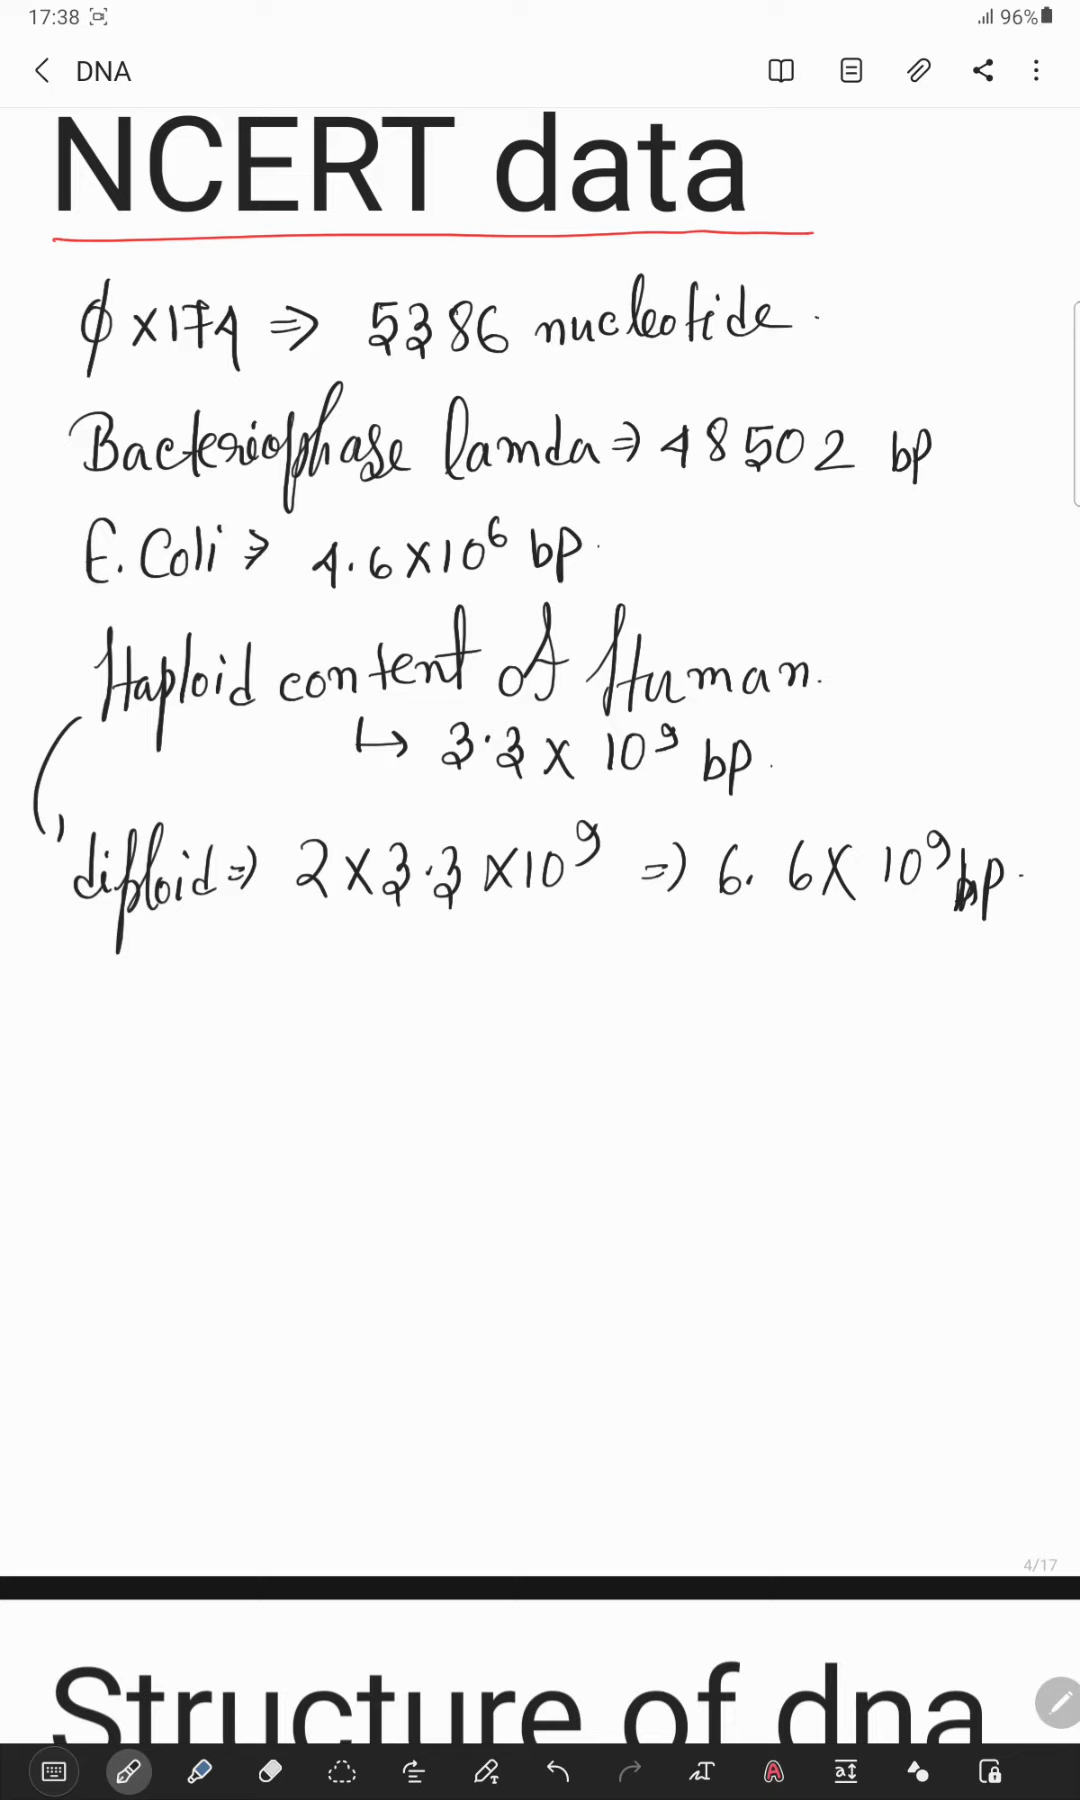 17:38
96%
DNA
NCERT data
ϕ x174 ⇒ 5386 nucleotide.
Bacteriophase lamda ⇒ 48502 bp
E. Coli ⇒ 4.6 × 10⁶ bp.
Haploid content of Human.
↳ 3.3 × 10⁹ bp.
diploid ⇒ 2 × 3.3 × 10⁹ ⇒ 6.6 × 10⁹ bp.
4/17
Structure of dna